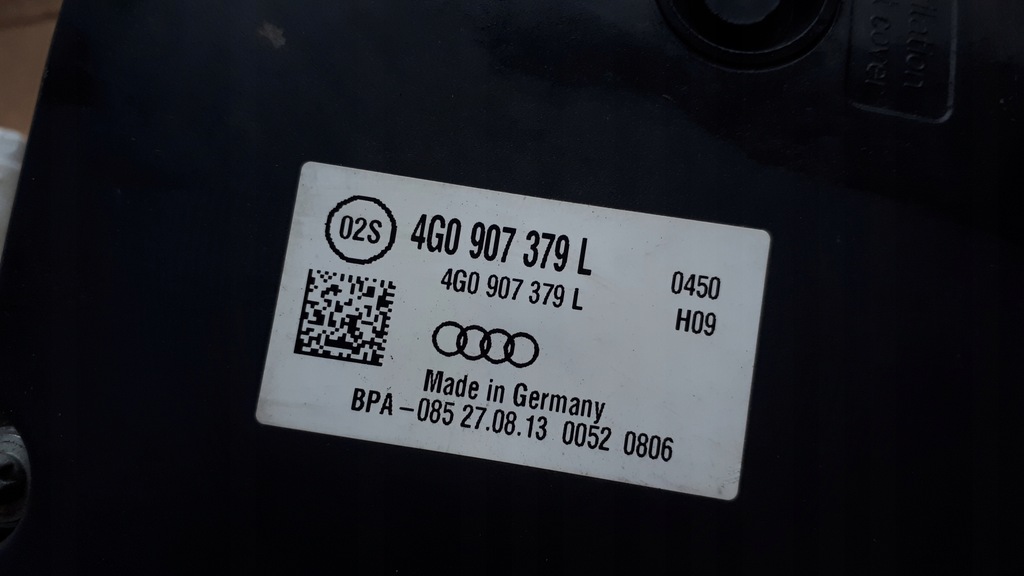 02S 4G0 907 379 L
4G0 907 379 L 0450
H09
Made in Germany
BPA-085 27.08.13 0052 0806
cover